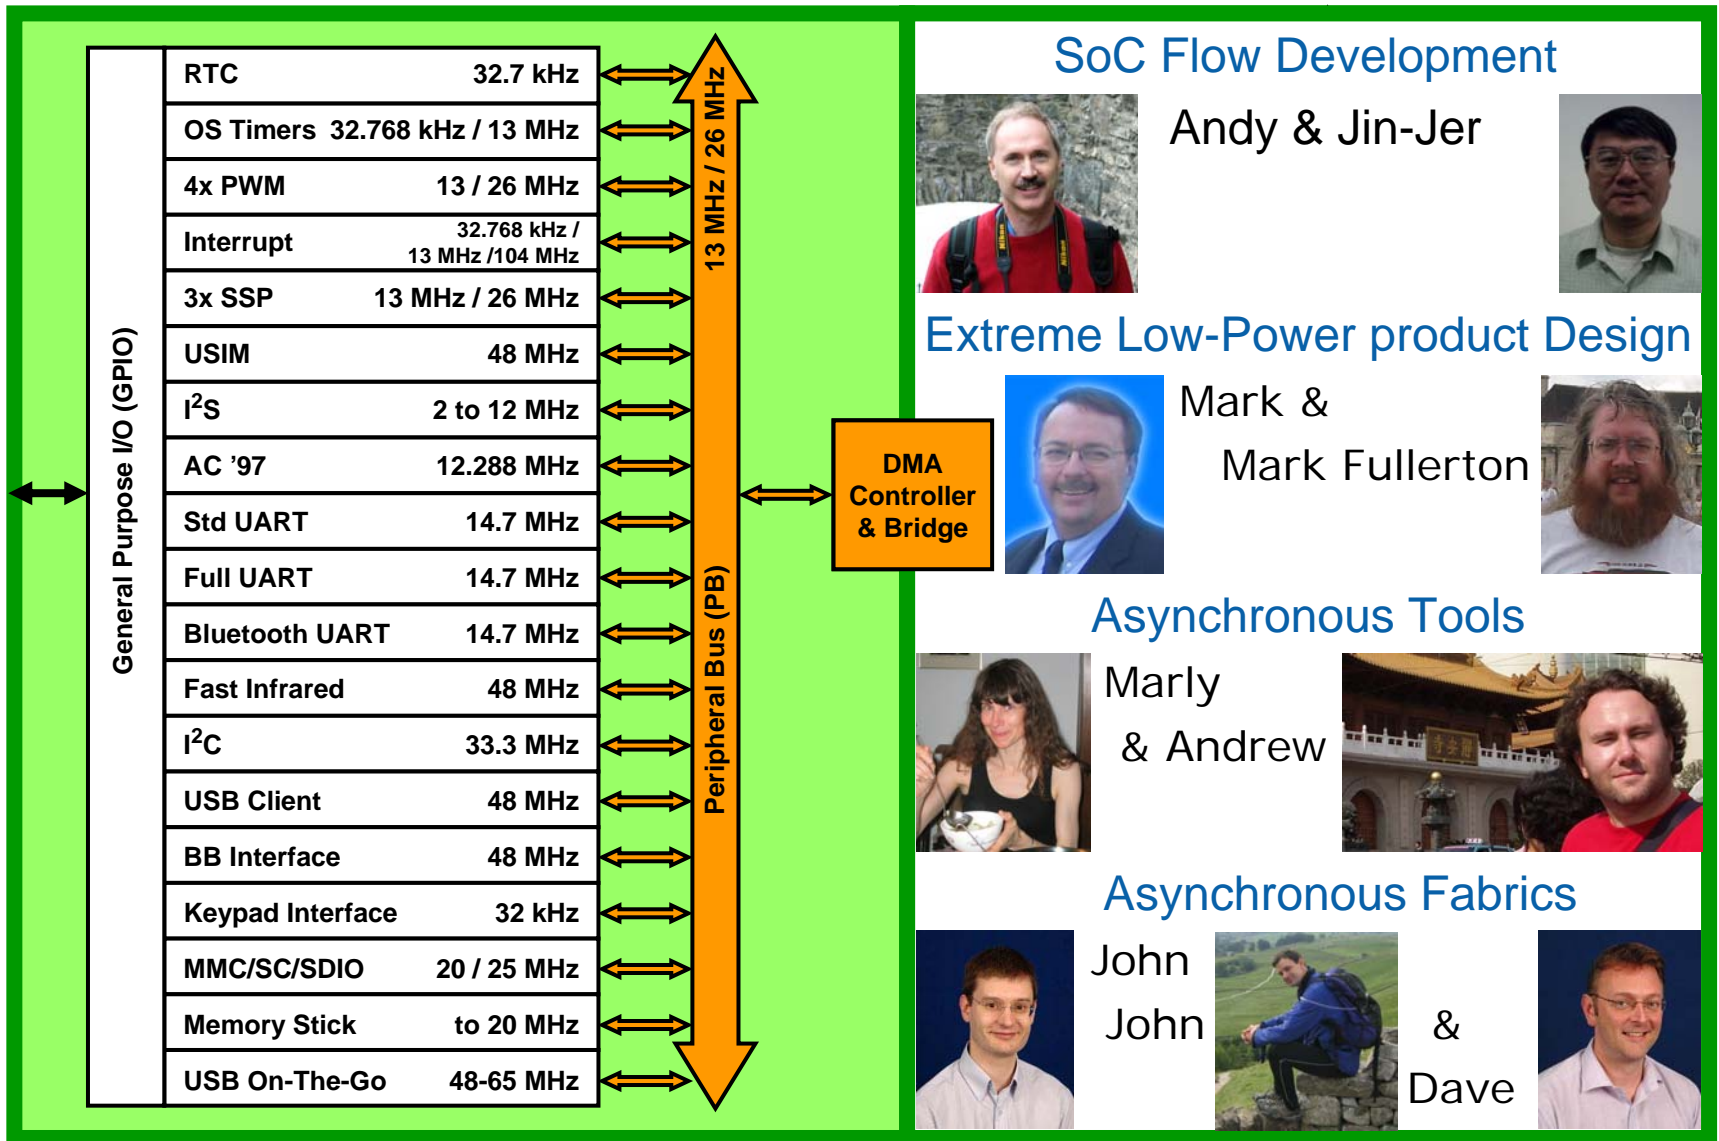 RTC 32.7 kHz
OS Timers 32.768 kHz / 13 MHz
4x PWM 13 / 26 MHz
Interrupt 32.768 kHz /
13 MHz /104 MHz
3x SSP 13 MHz / 26 MHz
USIM 48 MHz
I²S 2 to 12 MHz
AC ’97 12.288 MHz
Std UART 14.7 MHz
Full UART 14.7 MHz
Bluetooth UART 14.7 MHz
Fast Infrared 48 MHz
I²C 33.3 MHz
USB Client 48 MHz
BB Interface 48 MHz
Keypad Interface 32 kHz
MMC/SC/SDIO 20 / 25 MHz
Memory Stick to 20 MHz
USB On-The-Go 48-65 MHz
General Purpose I/O (GPIO)
13 MHz / 26 MHz
Peripheral Bus (PB)
DMA
Controller
& Bridge
SoC Flow Development
Andy & Jin-Jer
Nikon
Nikon
Extreme Low-Power product Design
Mark &
Mark Fullerton
Asynchronous Tools
Marly
& Andrew
Asynchronous Fabrics
John
John &
Dave